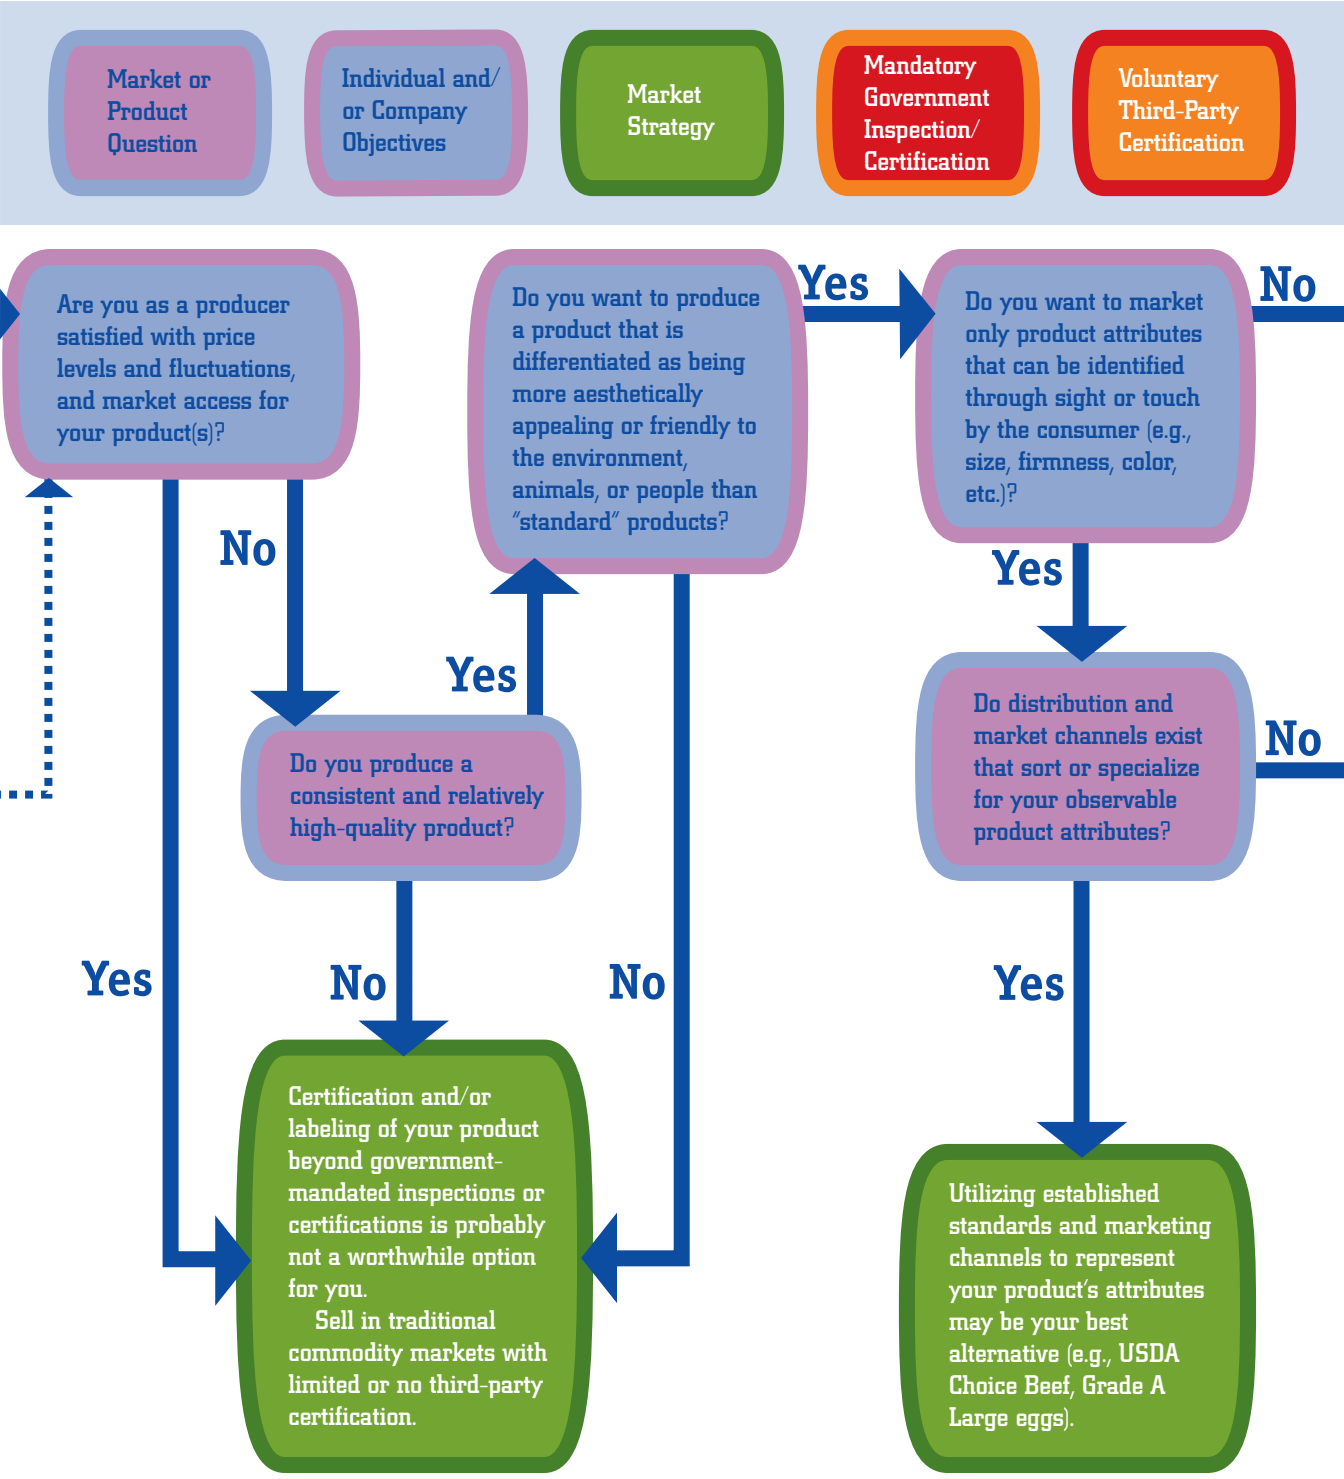 Market or
Product
Question
Individual and/
or Company
Objectives
Market
Strategy
Mandatory
Government
Inspection/
Certification
Voluntary
Third-Party
Certification
Are you as a producer
satisfied with price
levels and fluctuations,
and market access for
your product(s)?
Do you want to produce
a product that is
differentiated as being
more aesthetically
appealing or friendly to
the environment,
animals, or people than
"standard" products?
Yes
Do you want to market
only product attributes
that can be identified
through sight or touch
by the consumer (e.g.,
size, firmness, color,
etc.)?
No
No
Yes
Yes
Do you produce a
consistent and relatively
high-quality product?
Do distribution and
market channels exist
that sort or specialize
for your observable
product attributes?
No
Yes
No
No
Yes
Certification and/or
labeling of your product
beyond government-
mandated inspections or
certifications is probably
not a worthwhile option
for you.
Sell in traditional
commodity markets with
limited or no third-party
certification.
Utilizing established
standards and marketing
channels to represent
your product's attributes
may be your best
alternative (e.g., USDA
Choice Beef, Grade A
Large eggs).